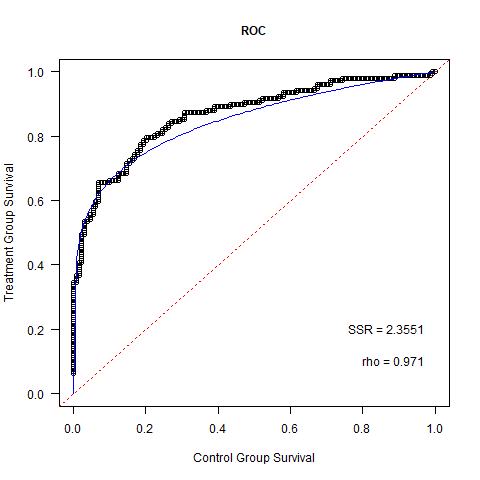 ROC
1.0
0.8
0.6
0.4
0.2
0.0
Treatment Group Survival
SSR = 2.3551
rho = 0.971
0.0 0.2 0.4 0.6 0.8 1.0
Control Group Survival